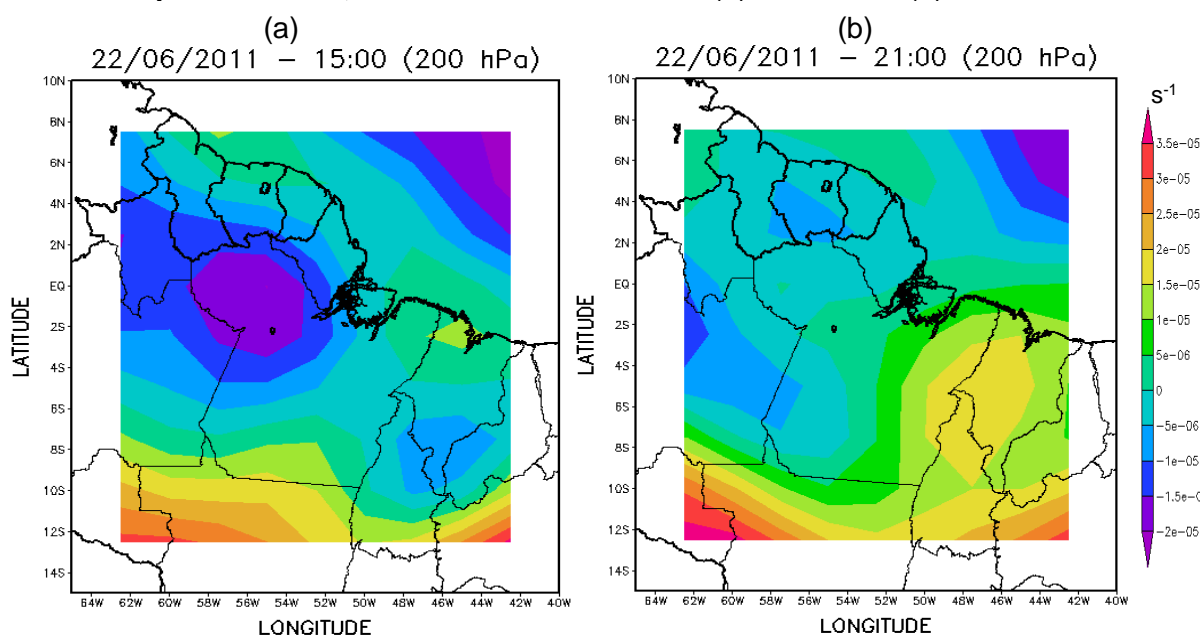 (a)
22/06/2011 – 15:00 (200 hPa)
LATITUDE
10N
8N
6N
4N
2N
EQ
2S
4S
6S
8S
10S
12S
14S
64W 62W 60W 58W 56W 54W 52W 50W 48W 46W 44W 42W 40W
LONGITUDE
(b)
22/06/2011 – 21:00 (200 hPa)
LATITUDE
10N
8N
6N
4N
2N
EQ
2S
4S
6S
8S
10S
12S
14S
64W 62W 60W 58W 56W 54W 52W 50W 48W 46W 44W 42W 40W
LONGITUDE
s⁻¹
3.5e-05
3e-05
2.5e-05
2e-05
1.5e-05
1e-05
5e-06
0
-5e-06
-1e-05
-1.5e-0
-2e-05